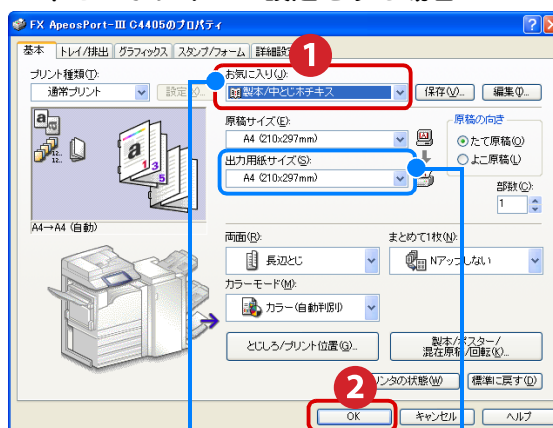 FX ApeosPort-III C4405のプロパティ
基本 トレイ/排出 グラフィックス スタンプ/フォーム 詳細設
1
プリント種類(T):
通常プリント
設定
お気に入り(J):
製本/中とじホチキス
保存(V)...
編集(I)...
原稿サイズ(E):
A4 (210x297mm)
原稿の向き
たて原稿(O)
よこ原稿(L)
出力用紙サイズ(S):
A4 (210x297mm)
部数(C):
1
A4→A4 (自動)
両面(R):
長辺とじ
まとめて1枚(N):
Nアップしない
カラーモード(M):
カラー(自動判別)
とじしろ/プリント位置(G)...
製本/ポスター/
混在原稿/回転(K)...
ンタの状態(W)
標準に戻す(D)
2
OK
キャンセル
ヘルプ